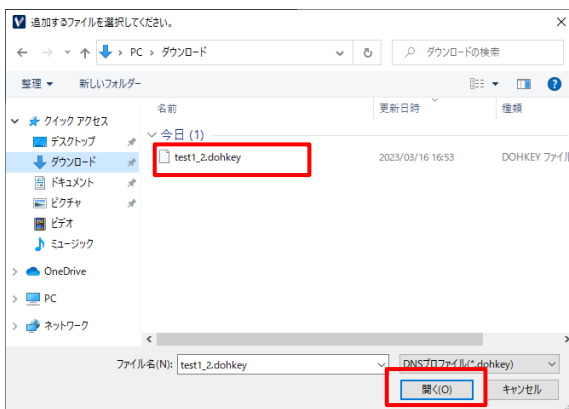 追加するファイルを選択してください。
PC › ダウンロード
ダウンロードの検索
整理 新しいフォルダー
名前 更新日時 種類
クイック アクセス
今日 (1)
デスクトップ
test1_2.dohkey 2023/03/16 16:53 DOHKEY ファイル
ダウンロード
ドキュメント
ピクチャ
ビデオ
ミュージック
OneDrive
PC
ネットワーク
ファイル名(N): test1_2.dohkey DNSプロファイル(*.dohkey)
開く(O) キャンセル